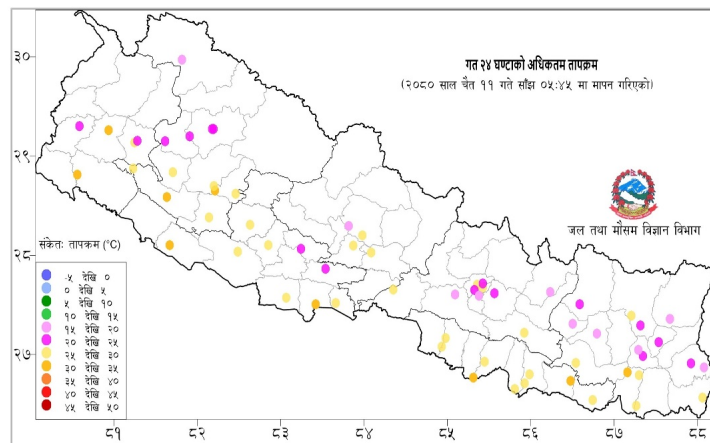 गत २४ घण्टाको अधिकतम तापक्रम
(२०८० साल चैत ११ गते साँझ ०५:४५ मा मापन गरिएको)
३०
२९
२८
२७
जल तथा मौसम विज्ञान विभाग
संकेत: तापक्रम (°C)
-५ देखि ०
० देखि ५
५ देखि १०
१० देखि १५
१५ देखि २०
२० देखि २५
२५ देखि ३०
३० देखि ३५
३५ देखि ४०
४० देखि ४५
४५ देखि ५०
८१ ८२ ८३ ८४ ८५ ८६ ८७ ८८